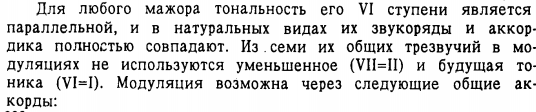 Для любого мажора тональность его VI ступени является
параллельной, и в натуральных видах их звукоряды и аккор-
дика полностью совпадают. Из семи их общих трезвучий в мо-
дуляциях не используются уменьшенное (VII=II) и будущая то-
ника (VI=I). Модуляция возможна через следующие общие ак-
корды: